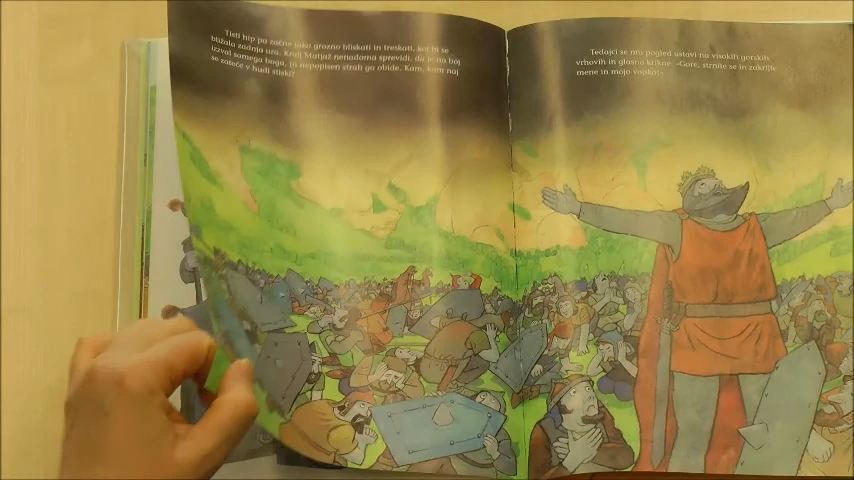 Tisti hip pa začne tako grozno bliskati in treskati, kot bi se
bližala zadnja ura. Kralj Matjaž nenadoma sprevidi, da je na boj
izzval samega boga, in nepopisen strah ga obide. Kam, kam naj
se zateče v hudi stiski?
Tedajci se mu pogled ustavi na visokih gorskih
vrhovih in glasno krikne: »Gore, strnite se in zakrijte
mene in mojo vojsko!«